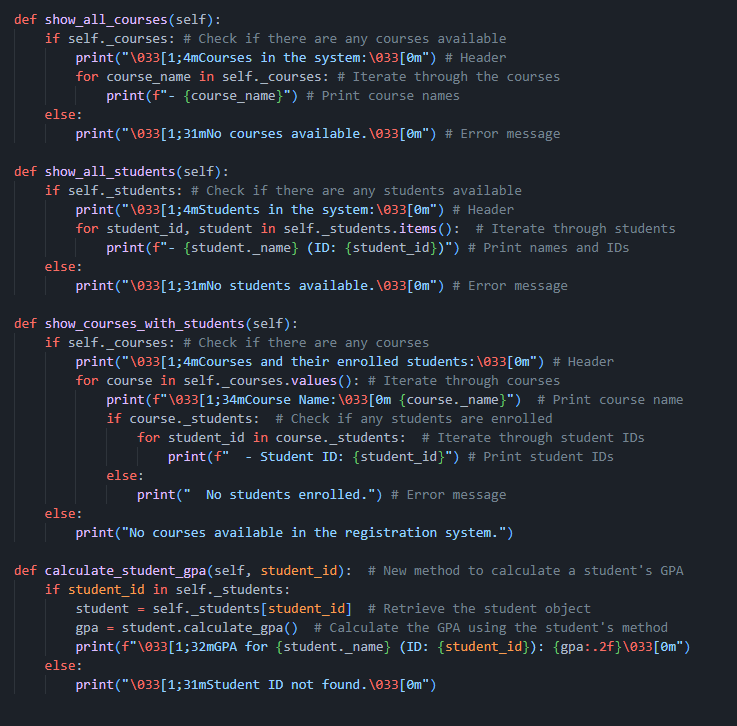 def show_all_courses(self):
    if self._courses: # Check if there are any courses available
        print("\033[1;4mCourses in the system:\033[0m") # Header
        for course_name in self._courses: # Iterate through the courses
            print(f"- {course_name}") # Print course names
    else:
        print("\033[1;31mNo courses available.\033[0m") # Error message

def show_all_students(self):
    if self._students: # Check if there are any students available
        print("\033[1;4mStudents in the system:\033[0m") # Header
        for student_id, student in self._students.items():  # Iterate through students
            print(f"- {student._name} (ID: {student_id})") # Print names and IDs
    else:
        print("\033[1;31mNo students available.\033[0m") # Error message

def show_courses_with_students(self):
    if self._courses: # Check if there are any courses
        print("\033[1;4mCourses and their enrolled students:\033[0m") # Header
        for course in self._courses.values(): # Iterate through courses
            print(f"\033[1;34mCourse Name:\033[0m {course._name}")  # Print course name
            if course._students:  # Check if any students are enrolled
                for student_id in course._students:  # Iterate through student IDs
                    print(f"  - Student ID: {student_id}") # Print student IDs
            else:
                print("  No students enrolled.") # Error message
    else:
        print("No courses available in the registration system.")

def calculate_student_gpa(self, student_id):  # New method to calculate a student's GPA
    if student_id in self._students:
        student = self._students[student_id]  # Retrieve the student object
        gpa = student.calculate_gpa()  # Calculate the GPA using the student's method
        print(f"\033[1;32mGPA for {student._name} (ID: {student_id}): {gpa:.2f}\033[0m")
    else:
        print("\033[1;31mStudent ID not found.\033[0m")